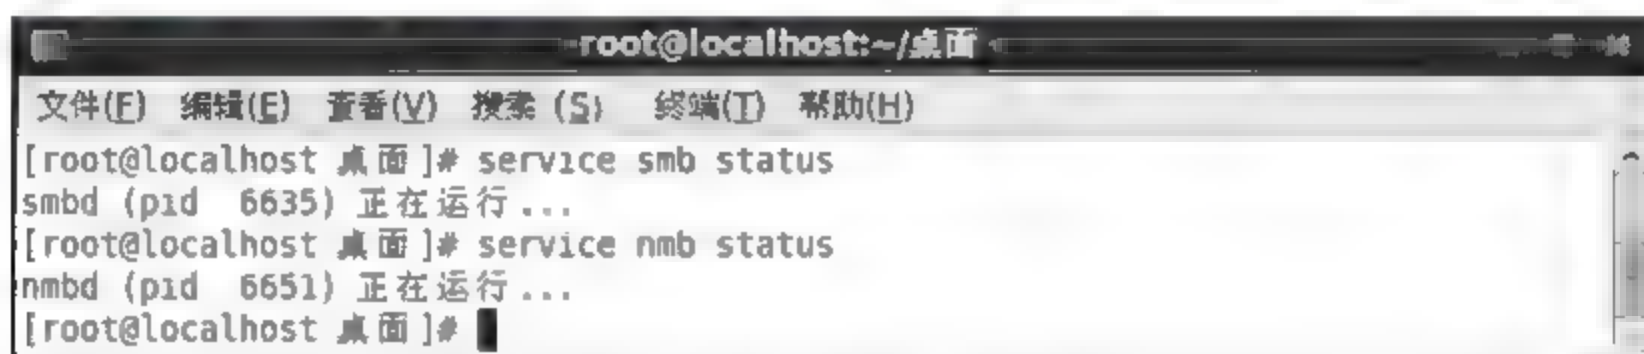 root@localhost:~/桌面
文件(F) 编辑(E) 查看(V) 搜索 (S) 终端(T) 帮助(H)
[root@localhost 桌面]# service smb status
smbd (pid  6635) 正在运行...
[root@localhost 桌面]# service nmb status
nmbd (pid  6651) 正在运行...
[root@localhost 桌面]#